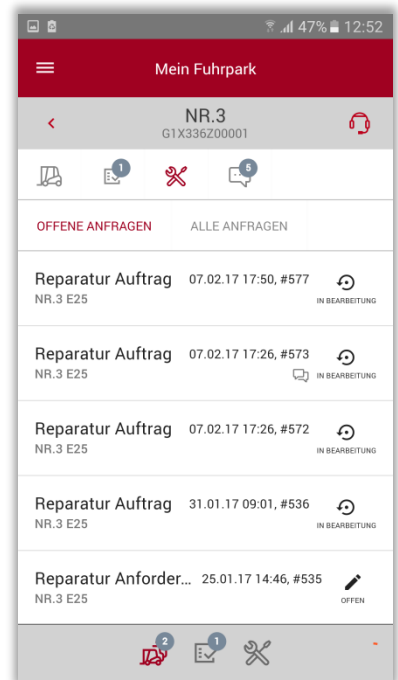 47% 12:52
Mein Fuhrpark
NR.3
G1X336Z00001
1
5
OFFENE ANFRAGEN ALLE ANFRAGEN
Reparatur Auftrag 07.02.17 17:50, #577
NR.3 E25 IN BEARBEITUNG
Reparatur Auftrag 07.02.17 17:26, #573
NR.3 E25 IN BEARBEITUNG
Reparatur Auftrag 07.02.17 17:26, #572
NR.3 E25 IN BEARBEITUNG
Reparatur Auftrag 31.01.17 09:01, #536
NR.3 E25 IN BEARBEITUNG
Reparatur Anforder... 25.01.17 14:46, #535
NR.3 E25 OFFEN
2 1